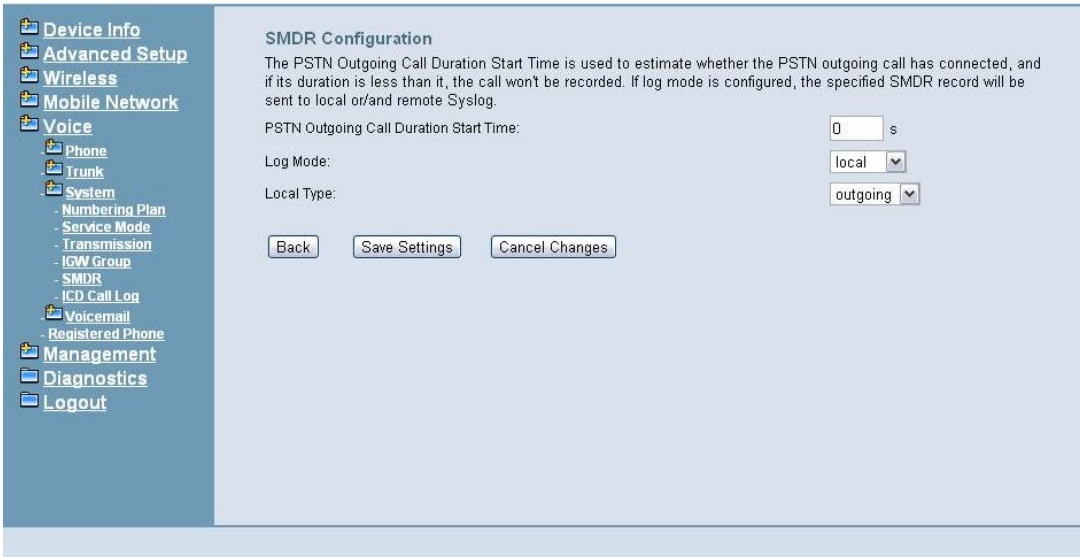 Device Info
Advanced Setup
Wireless
Mobile Network
Voice
Phone
Trunk
System
- Numbering Plan
- Service Mode
- Transmission
- IGW Group
- SMDR
- ICD Call Log
Voicemail
- Registered Phone
Management
Diagnostics
Logout
SMDR Configuration
The PSTN Outgoing Call Duration Start Time is used to estimate whether the PSTN outgoing call has connected, and
if its duration is less than it, the call won't be recorded. If log mode is configured, the specified SMDR record will be
sent to local or/and remote Syslog.
PSTN Outgoing Call Duration Start Time: 0 s
Log Mode: local
Local Type: outgoing
Back Save Settings Cancel Changes